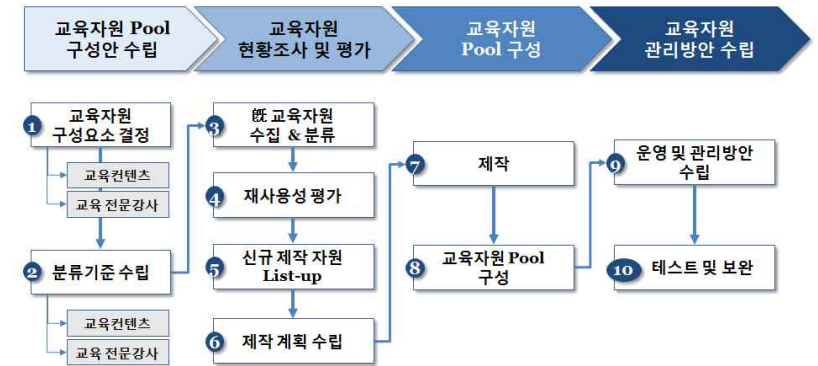 교육자원 Pool
구성안 수립
교육자원
현황조사 및 평가
교육자원
Pool 구성
교육자원
관리방안 수립
1
교육자원
구성요소 결정
교육컨텐츠
교육 전문강사
2
분류기준 수립
교육컨텐츠
교육 전문강사
3
旣 교육자원
수집 & 분류
4
재사용성 평가
5
신규 제작 자원
List-up
6
제작 계획 수립
7
제작
8
교육자원 Pool
구성
9
운영 및 관리방안
수립
10
테스트 및 보완